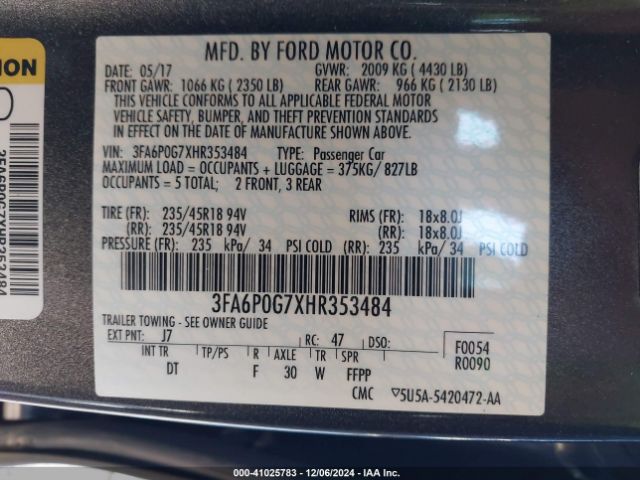 MFD. BY FORD MOTOR CO.
DATE: 05/17 GVWR: 2009 KG ( 4430 LB)
FRONT GAWR: 1066 KG ( 2350 LB) REAR GAWR: 966 KG ( 2130 LB)
THIS VEHICLE CONFORMS TO ALL APPLICABLE FEDERAL MOTOR
VEHICLE SAFETY, BUMPER, AND THEFT PREVENTION STANDARDS
IN EFFECT ON THE DATE OF MANUFACTURE SHOWN ABOVE.
VIN: 3FA6P0G7XHR353484 TYPE: Passenger Car
MAXIMUM LOAD = OCCUPANTS + LUGGAGE = 375KG/ 827LB
OCCUPANTS = 5 TOTAL; 2 FRONT, 3 REAR
TIRE (FR): 235/45R18 94V RIMS (FR): 18x8.0J
(RR): 235/45R18 94V (RR): 18x8.0J
PRESSURE (FR): 235 kPa/ 34 PSI COLD (RR): 235 kPa/ 34 PSI COLD
3FA6P0G7XHR353484
TRAILER TOWING - SEE OWNER GUIDE
EXT PNT: J7 RC: 47 DSO: F0054
INT TR TP/PS R AXLE TR SPR R0090
DT F 30 W FFPP
CMC ▽5U5A-5420472-AA
ION
3FA6P0G7XHR353484
000-41025783 - 12/06/2024 - IAA Inc.